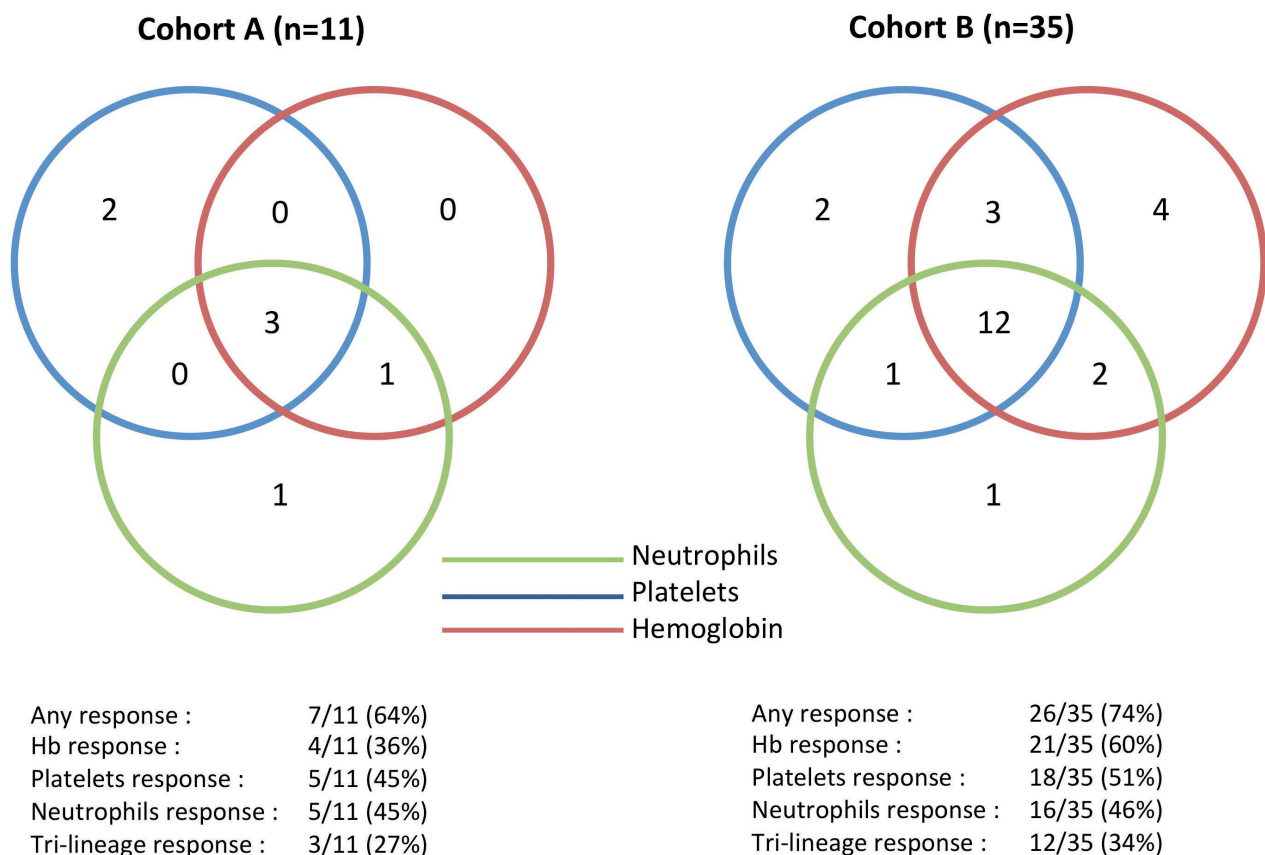 Cohort A (n=11)
Cohort B (n=35)
2
0
0
3
0
1
1
2
3
4
12
1
2
1
Neutrophils
Platelets
Hemoglobin
Any response : 7/11 (64%)
Hb response : 4/11 (36%)
Platelets response : 5/11 (45%)
Neutrophils response : 5/11 (45%)
Tri-lineage response : 3/11 (27%)
Any response : 26/35 (74%)
Hb response : 21/35 (60%)
Platelets response : 18/35 (51%)
Neutrophils response : 16/35 (46%)
Tri-lineage response : 12/35 (34%)